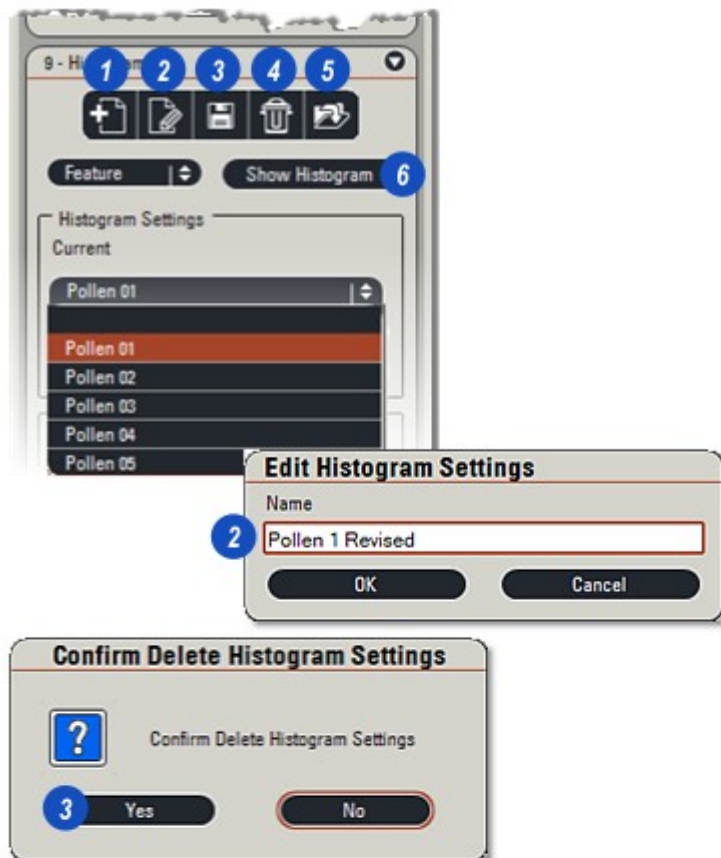 9 - Hi
1 2 3 4 5
Feature Show Histogram 6
Histogram Settings
Current
Pollen 01
Pollen 01
Pollen 02
Pollen 03
Pollen 04
Pollen 05
Edit Histogram Settings
Name
2 Pollen 1 Revised
OK Cancel
Confirm Delete Histogram Settings
? Confirm Delete Histogram Settings
3 Yes No